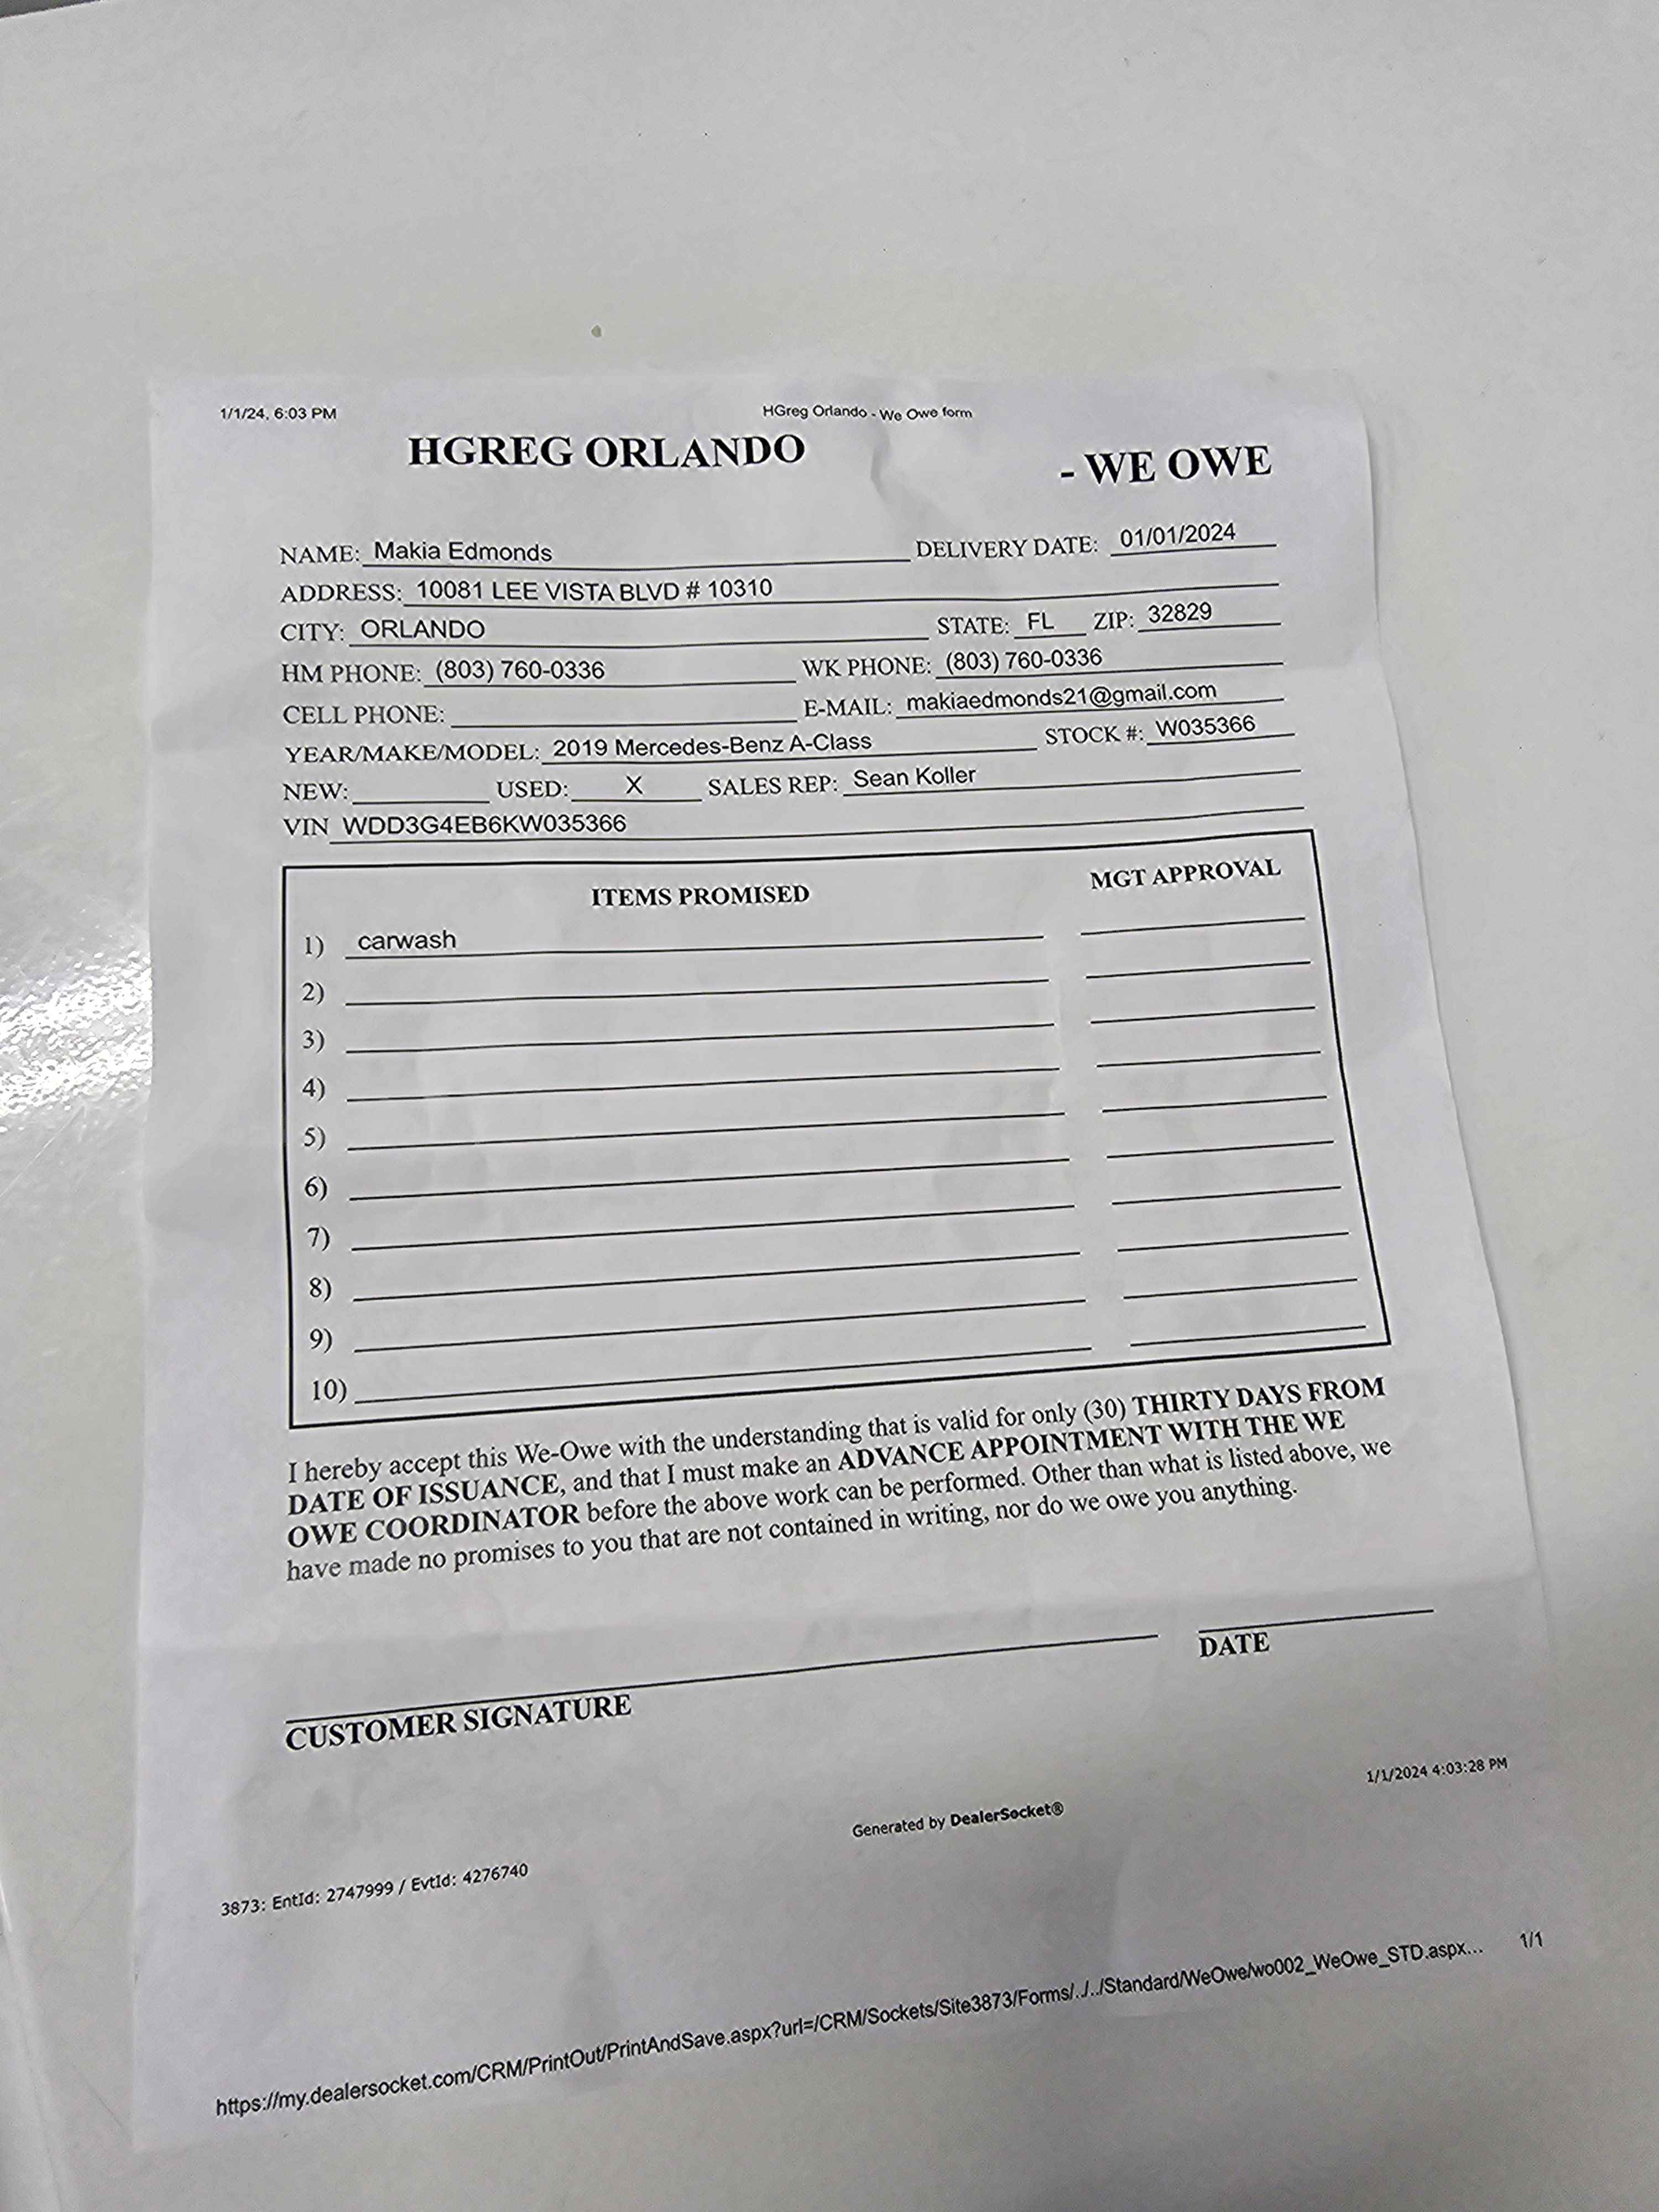 1/1/24, 6:03 PM HGreg Orlando - We Owe form
HGREG ORLANDO - WE OWE
NAME: Makia Edmonds DELIVERY DATE: 01/01/2024
ADDRESS: 10081 LEE VISTA BLVD # 10310
CITY: ORLANDO STATE: FL ZIP: 32829
HM PHONE: (803) 760-0336 WK PHONE: (803) 760-0336
CELL PHONE: E-MAIL: makiaedmonds21@gmail.com
YEAR/MAKE/MODEL: 2019 Mercedes-Benz A-Class STOCK #: W035366
NEW: USED: X SALES REP: Sean Koller
VIN WDD3G4EB6KW035366
ITEMS PROMISED MGT APPROVAL
1) carwash
2)
3)
4)
5)
6)
7)
8)
9)
10)
I hereby accept this We-Owe with the understanding that is valid for only (30) THIRTY DAYS FROM
DATE OF ISSUANCE, and that I must make an ADVANCE APPOINTMENT WITH THE WE
OWE COORDINATOR before the above work can be performed. Other than what is listed above, we
have made no promises to you that are not contained in writing, nor do we owe you anything.
CUSTOMER SIGNATURE DATE
1/1/2024 4:03:28 PM
Generated by DealerSocket®
3873: EntId: 2747999 / EvtId: 4276740
https://my.dealersocket.com/CRM/PrintOut/PrintAndSave.aspx?url=/CRM/Sockets/Site3873/Forms/../../Standard/WeOwe/wo002_WeOwe_STD.aspx... 1/1